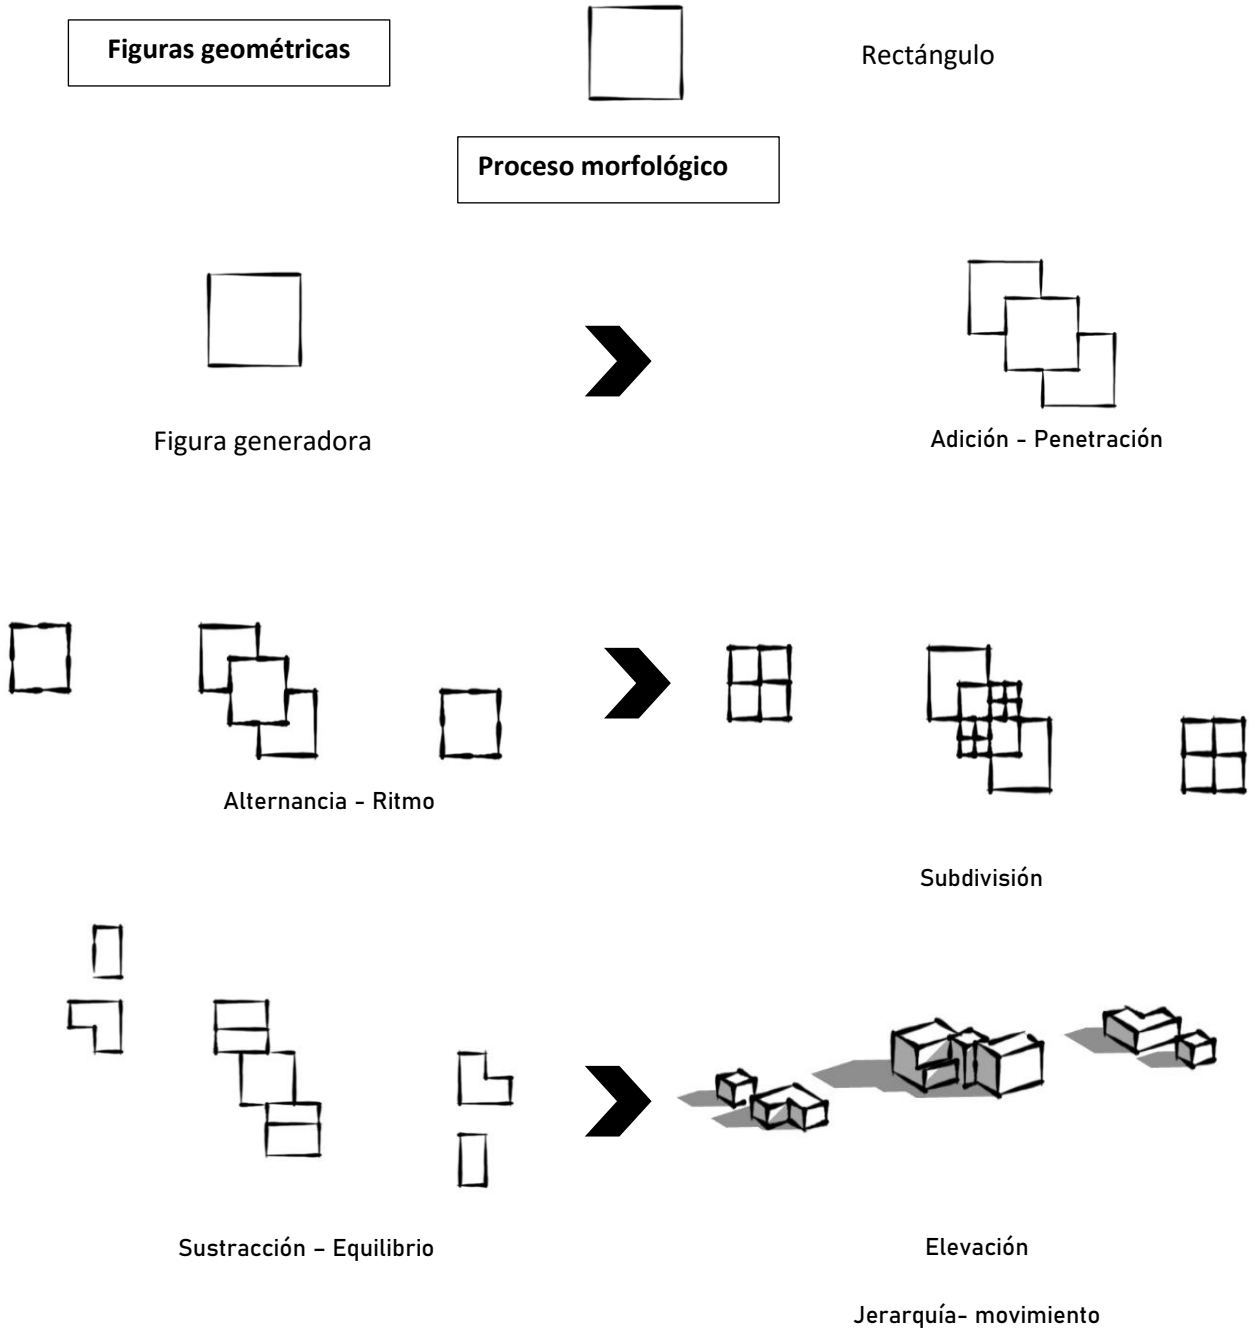 Figuras geométricas
Rectángulo
Proceso morfológico
Figura generadora
Adición - Penetración
Alternancia - Ritmo
Subdivisión
Sustracción – Equilibrio
Elevación
Jerarquía- movimiento